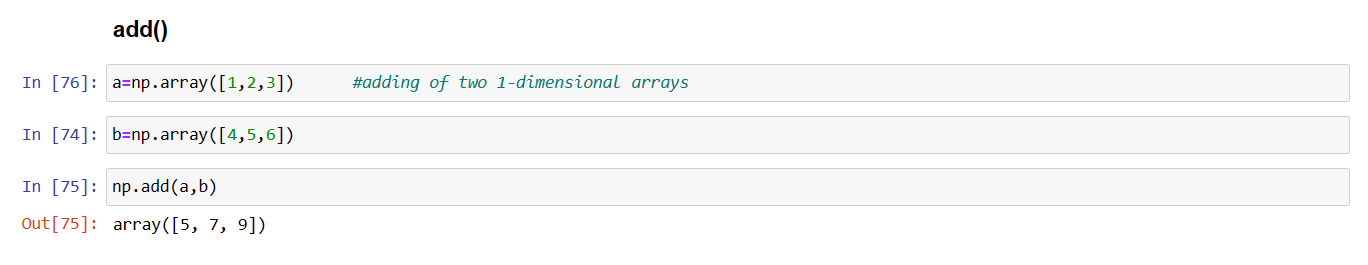 add()
In [76]: a=np.array([1,2,3])      #adding of two 1-dimensional arrays
In [74]: b=np.array([4,5,6])
In [75]: np.add(a,b)
Out[75]: array([5, 7, 9])